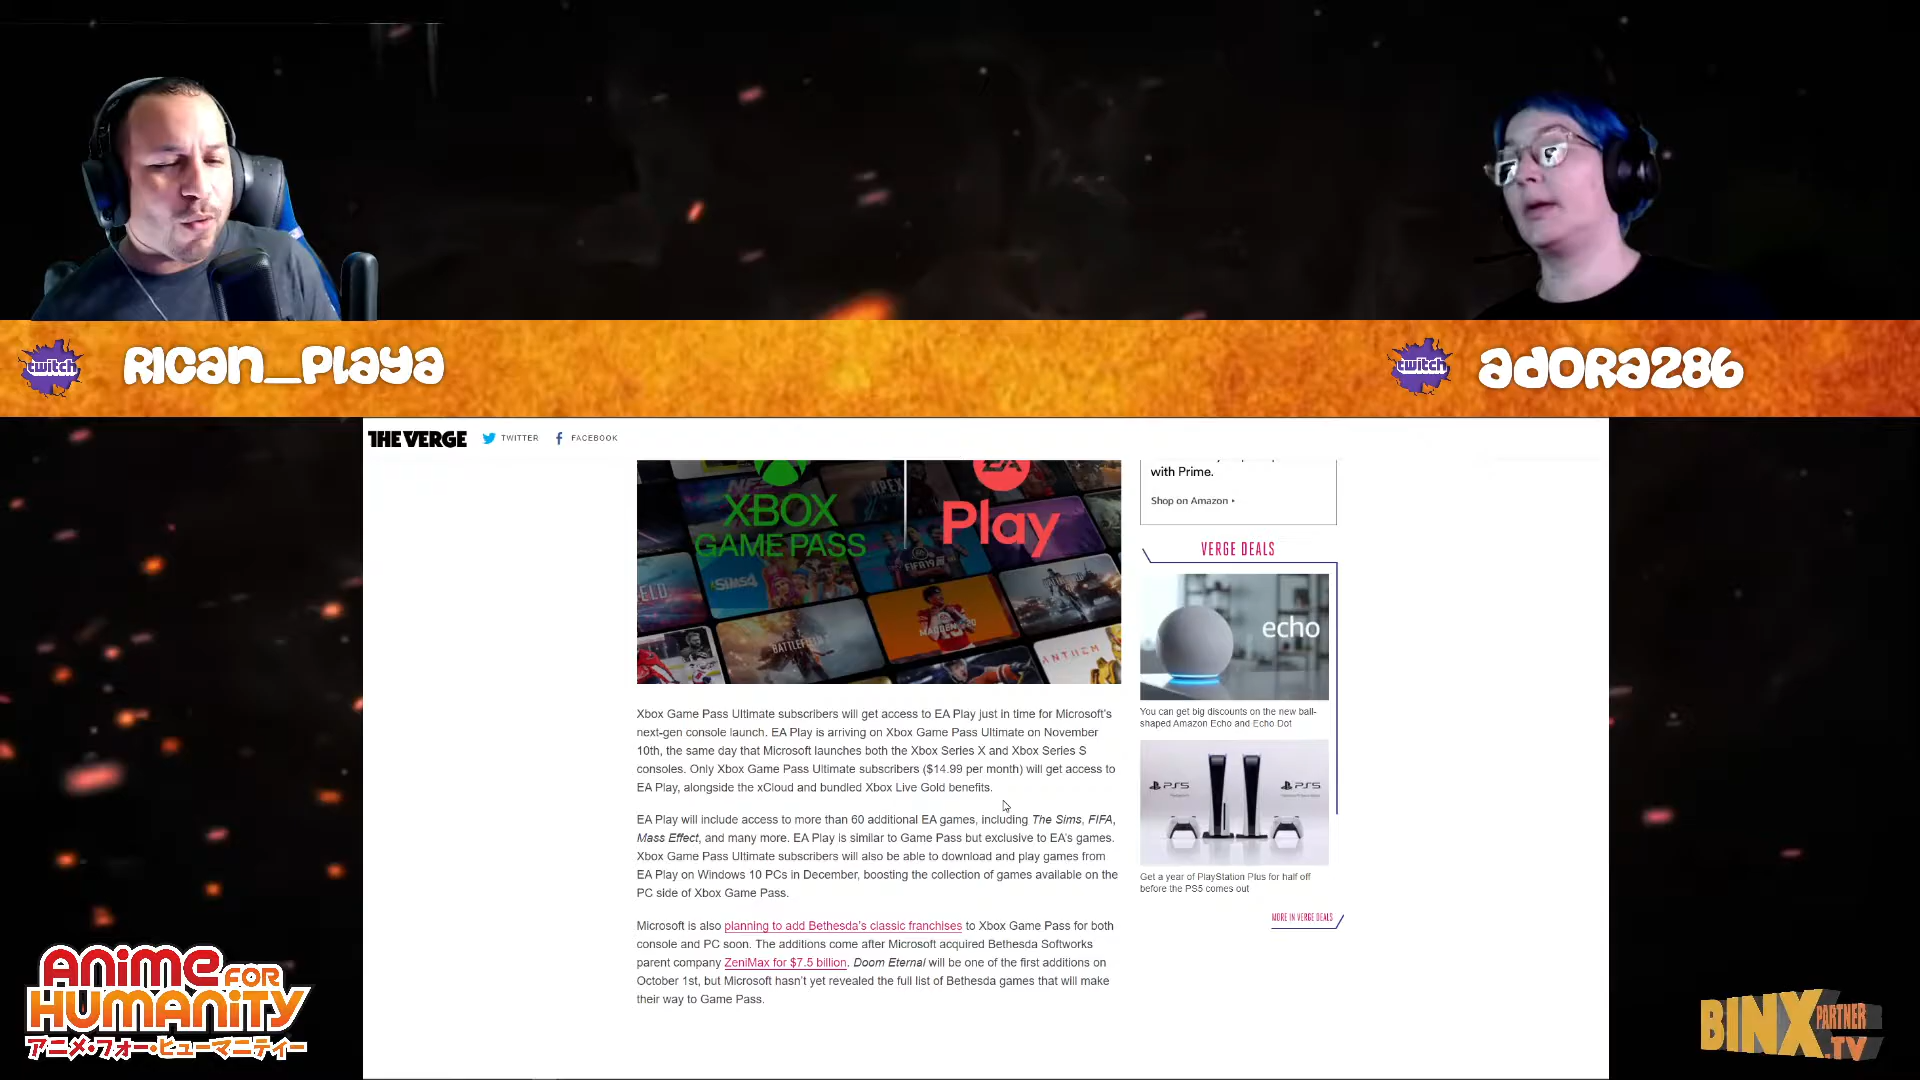 Rican_Playa
twitch
adora286
twitch
THE VERGE
TWITTER
FACEBOOK
XBOX
GAME PASS
EA
Play
NFS
APEX
FIFA 19
SIMS4
BATTLEFIELD
MADDEN 20
ANTHEM
Xbox Game Pass Ultimate subscribers will get access to EA Play just in time for Microsoft's
next-gen console launch. EA Play is arriving on Xbox Game Pass Ultimate on November
10th, the same day that Microsoft launches both the Xbox Series X and Xbox Series S
consoles. Only Xbox Game Pass Ultimate subscribers ($14.99 per month) will get access to
EA Play, alongside the xCloud and bundled Xbox Live Gold benefits.
EA Play will include access to more than 60 additional EA games, including The Sims, FIFA,
Mass Effect, and many more. EA Play is similar to Game Pass but exclusive to EA's games.
Xbox Game Pass Ultimate subscribers will also be able to download and play games from
EA Play on Windows 10 PCs in December, boosting the collection of games available on the
PC side of Xbox Game Pass.
Microsoft is also planning to add Bethesda's classic franchises to Xbox Game Pass for both
console and PC soon. The additions come after Microsoft acquired Bethesda Softworks
parent company ZeniMax for $7.5 billion. Doom Eternal will be one of the first additions on
October 1st, but Microsoft hasn't yet revealed the full list of Bethesda games that will make
their way to Game Pass.
with Prime.
Shop on Amazon
VERGE DEALS
echo
You can get big discounts on the new ball-
shaped Amazon Echo and Echo Dot
PS5
PS5
Get a year of PlayStation Plus for half off
before the PS5 comes out
MORE IN VERGE DEALS
Anime FOR
HUMANITY
アニメ・フォー・ヒューマニティー
BINX PARTNER
.TV